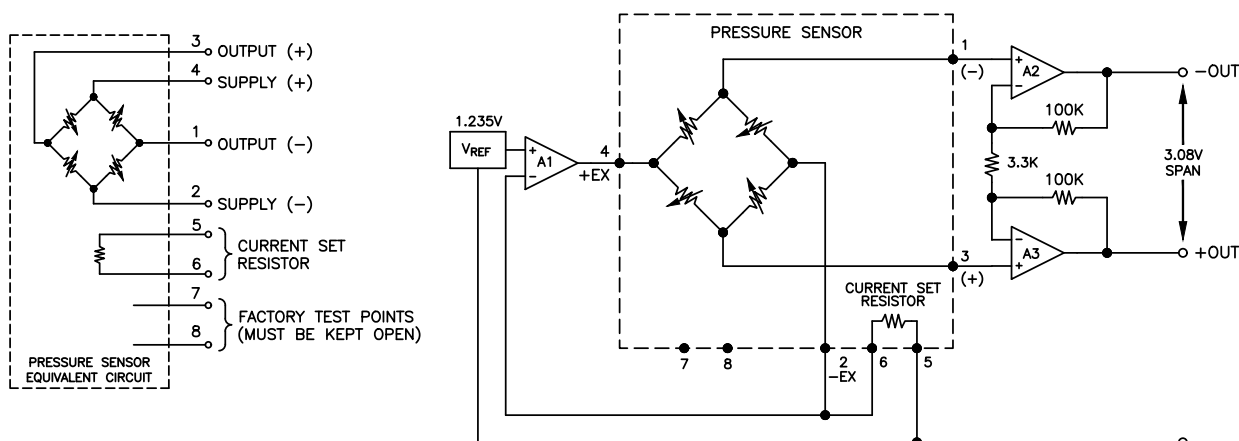 3
OUTPUT (+)
4
SUPPLY (+)
1
OUTPUT (−)
2
SUPPLY (−)
5
CURRENT SET
RESISTOR
6
7
FACTORY TEST POINTS
(MUST BE KEPT OPEN)
8
PRESSURE SENSOR
EQUIVALENT CIRCUIT
PRESSURE SENSOR
1.235V
VREF
+
−
A1
4
+EX
1
(−)
+
−
A2
−OUT
100K
3.3K
3.08V
SPAN
100K
−
+
A3
+OUT
3
(+)
CURRENT SET
RESISTOR
7
8
2
−EX
6
5